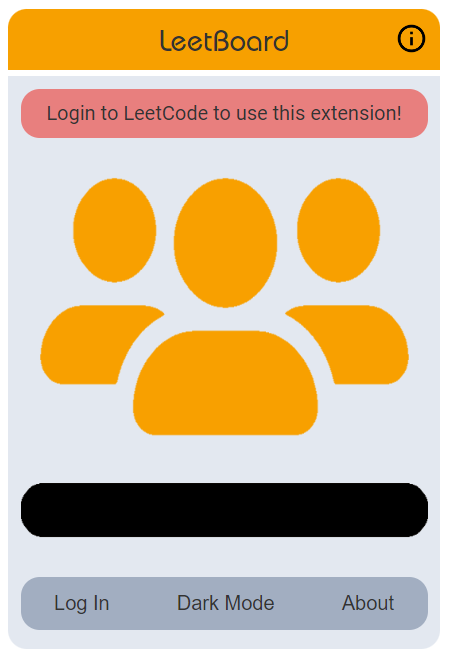 LeetBoard
Login to LeetCode to use this extension!
Log In
Dark Mode
About